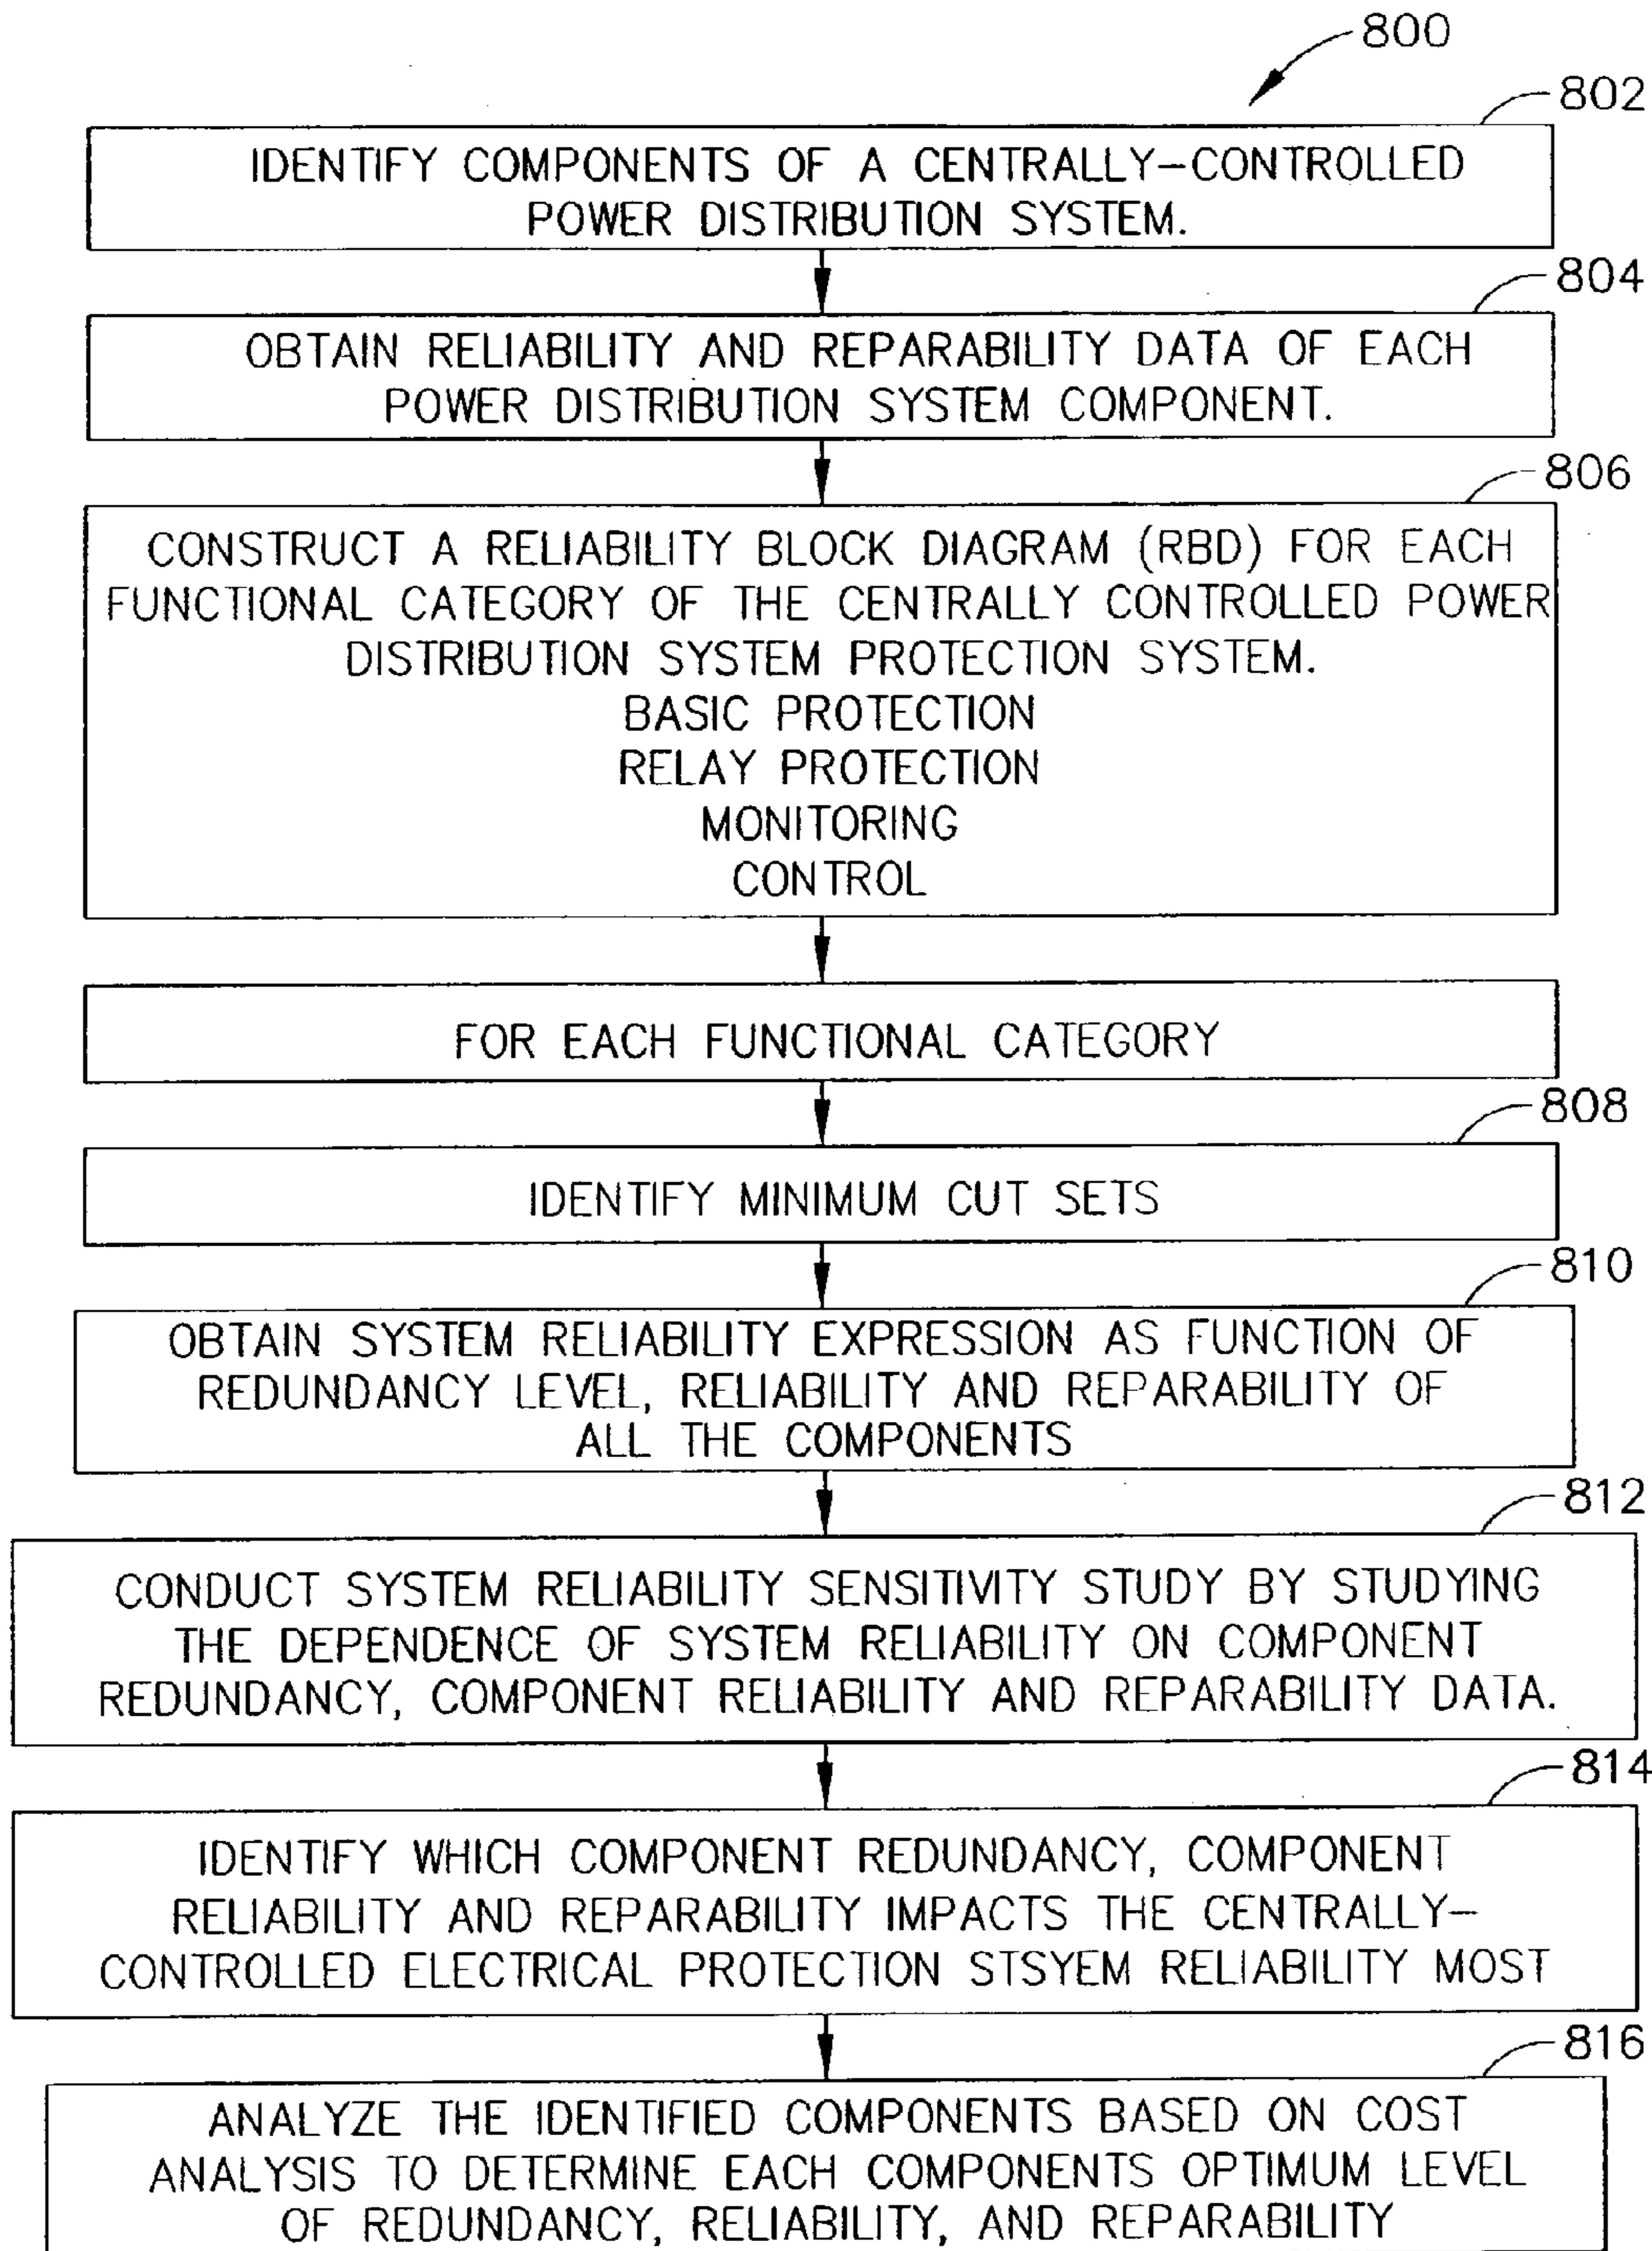 800
802
IDENTIFY COMPONENTS OF A CENTRALLY-CONTROLLED
POWER DISTRIBUTION SYSTEM.
804
OBTAIN RELIABILITY AND REPARABILITY DATA OF EACH
POWER DISTRIBUTION SYSTEM COMPONENT.
806
CONSTRUCT A RELIABILITY BLOCK DIAGRAM (RBD) FOR EACH
FUNCTIONAL CATEGORY OF THE CENTRALLY CONTROLLED POWER
DISTRIBUTION SYSTEM PROTECTION SYSTEM.
BASIC PROTECTION
RELAY PROTECTION
MONITORING
CONTROL
FOR EACH FUNCTIONAL CATEGORY
808
IDENTIFY MINIMUM CUT SETS
810
OBTAIN SYSTEM RELIABILITY EXPRESSION AS FUNCTION OF
REDUNDANCY LEVEL, RELIABILITY AND REPARABILITY OF
ALL THE COMPONENTS
812
CONDUCT SYSTEM RELIABILITY SENSITIVITY STUDY BY STUDYING
THE DEPENDENCE OF SYSTEM RELIABILITY ON COMPONENT
REDUNDANCY, COMPONENT RELIABILITY AND REPARABILITY DATA.
814
IDENTIFY WHICH COMPONENT REDUNDANCY, COMPONENT
RELIABILITY AND REPARABILITY IMPACTS THE CENTRALLY-
CONTROLLED ELECTRICAL PROTECTION STSYEM RELIABILITY MOST
816
ANALYZE THE IDENTIFIED COMPONENTS BASED ON COST
ANALYSIS TO DETERMINE EACH COMPONENTS OPTIMUM LEVEL
OF REDUNDANCY, RELIABILITY, AND REPARABILITY